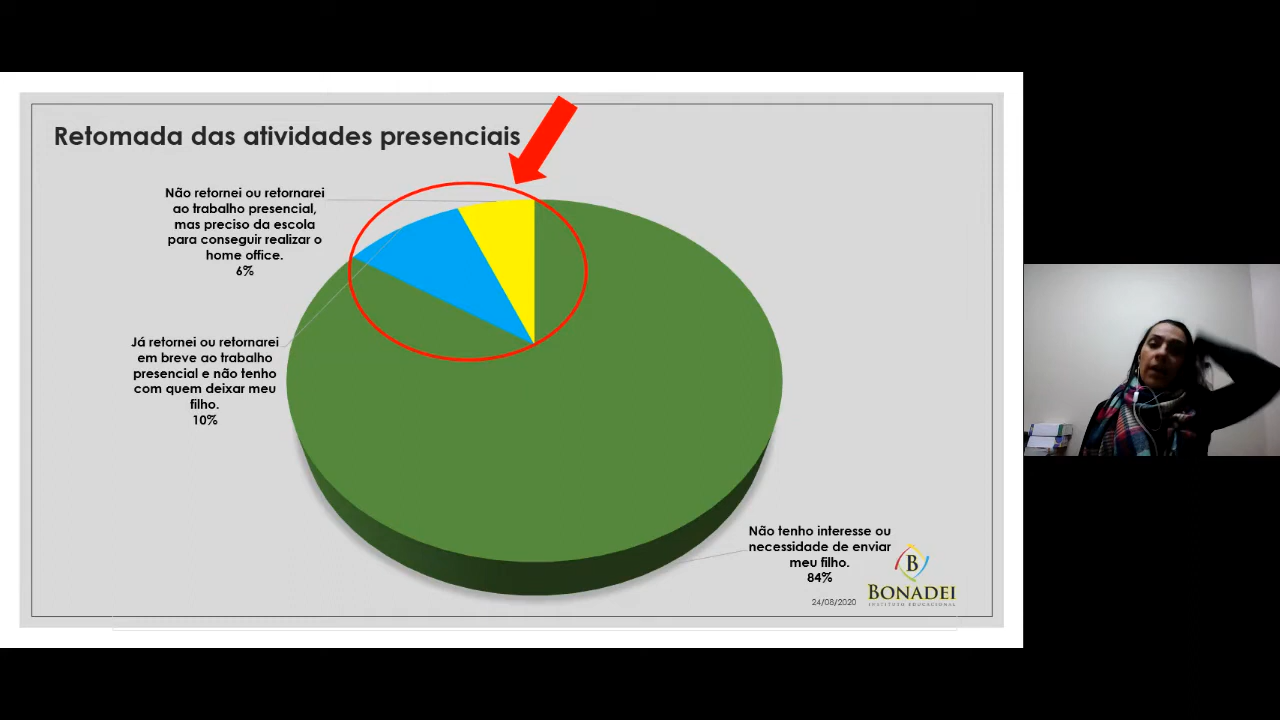 Retomada das atividades presenciais
Não retornei ou retornarei
ao trabalho presencial,
mas preciso da escola
para conseguir realizar o
home office.
6%
Já retornei ou retornarei
em breve ao trabalho
presencial e não tenho
com quem deixar meu
filho.
10%
Não tenho interesse ou
necessidade de enviar
meu filho.
84%
B
BONADEI
INSTITUTO EDUCACIONAL
24/08/2020